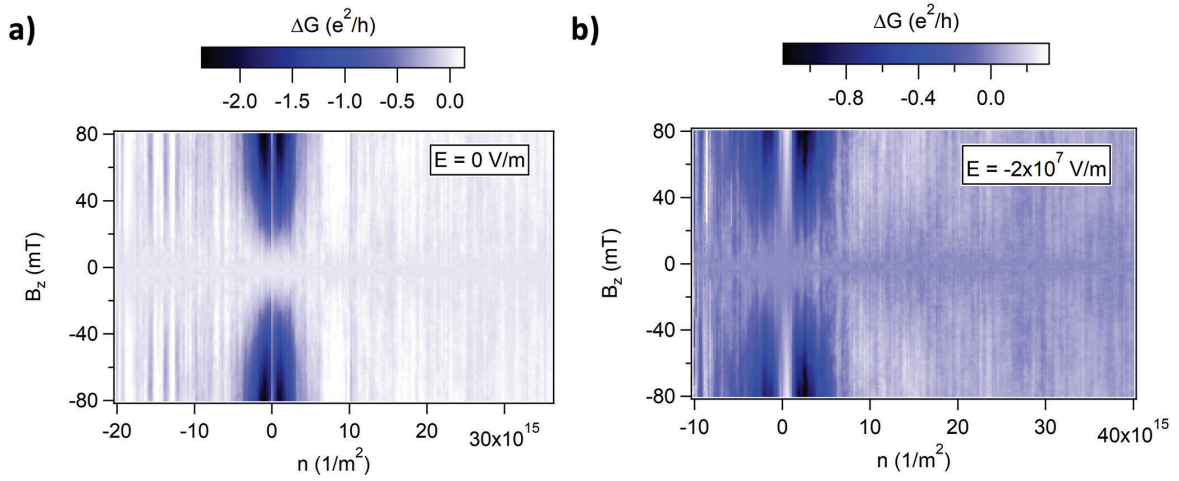 a)
ΔG (e²/h)
-2.0 -1.5 -1.0 -0.5 0.0
80
40
0
-40
-80
B_z (mT)
E = 0 V/m
-20 -10 0 10 20 30x10¹⁵
n (1/m²)
b)
ΔG (e²/h)
-0.8 -0.4 0.0
80
40
0
-40
-80
B_z (mT)
E = -2x10⁷ V/m
-10 0 10 20 30 40x10¹⁵
n (1/m²)